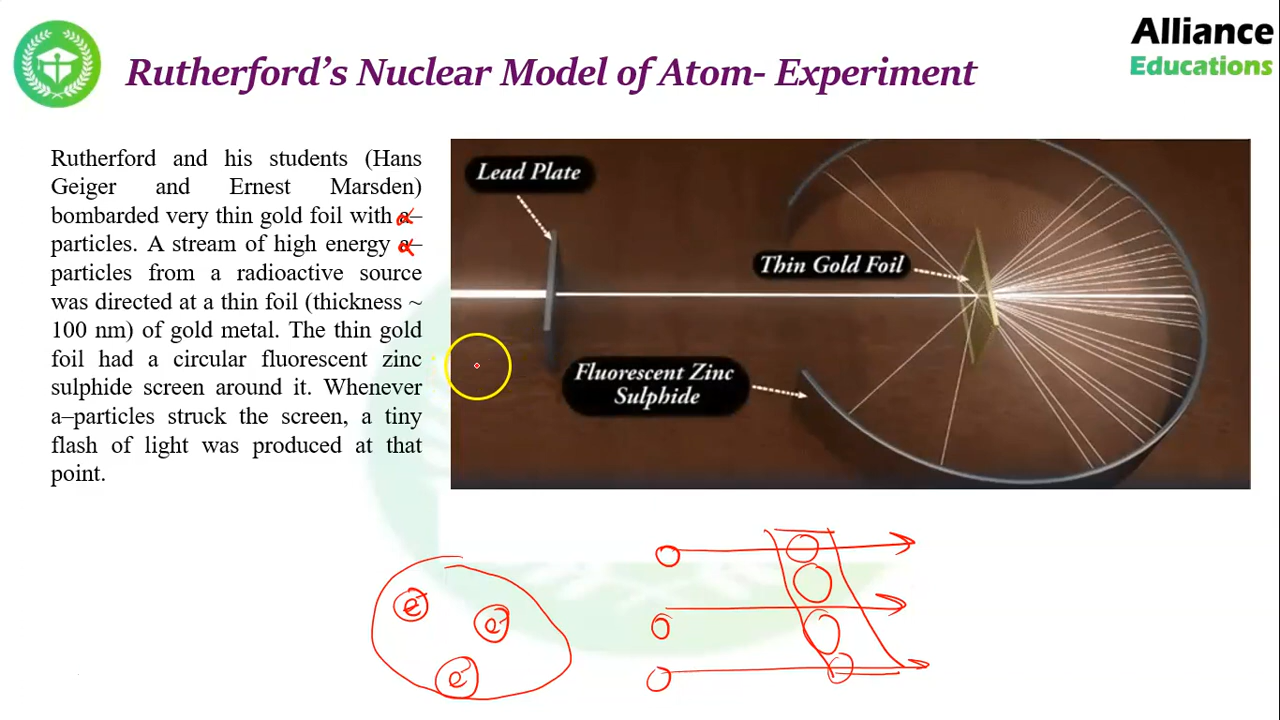 Alliance
Educations
Rutherford's Nuclear Model of Atom- Experiment
Rutherford and his students (Hans
Geiger and Ernest Marsden)
bombarded very thin gold foil with α–
particles. A stream of high energy α–
particles from a radioactive source
was directed at a thin foil (thickness ~
100 nm) of gold metal. The thin gold
foil had a circular fluorescent zinc
sulphide screen around it. Whenever
a–particles struck the screen, a tiny
flash of light was produced at that
point.
Lead Plate
Thin Gold Foil
Fluorescent Zinc
Sulphide
e⁻
e⁻
e⁻